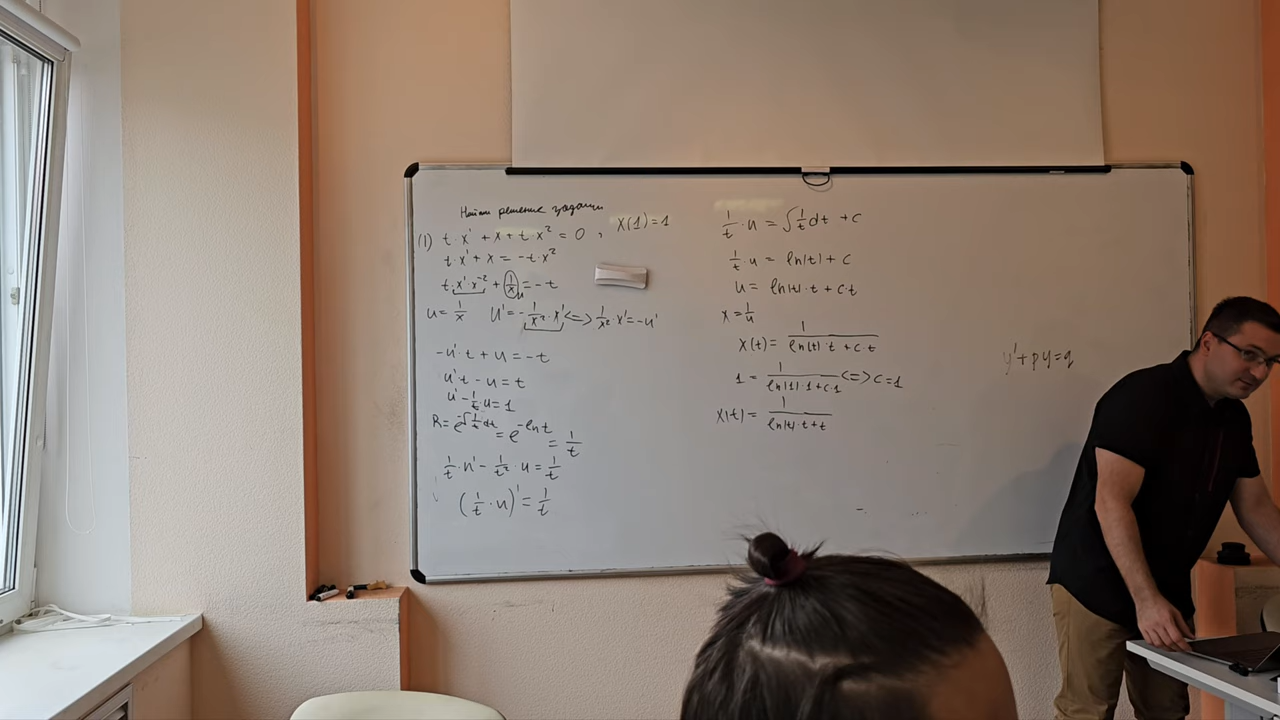 Найти решение задачи
(1) t·x' + x + t·x² = 0 , x(1)=1
t·x' + x = -t·x²
t·x'·x⁻² + 1/x = -t
u
u = 1/x u' = -1/x²·x' <=> 1/x²·x' = -u'
-u'·t + u = -t
u'·t - u = t
u' - 1/t·u = 1
R = e^(-∫1/t dt) = e^(-ln t) = 1/t
1/t·u' - 1/t²·u = 1/t
(1/t·u)' = 1/t
1/t·u = ∫1/t dt + c
1/t·u = ln|t| + c
u = ln|t|·t + c·t
x = 1/u
x(t) = 1/(ln|t|·t + c·t)
1 = 1/(ln|1|·1 + c·1) <=> c = 1
x(t) = 1/(ln|t|·t + t)
y' + py = q